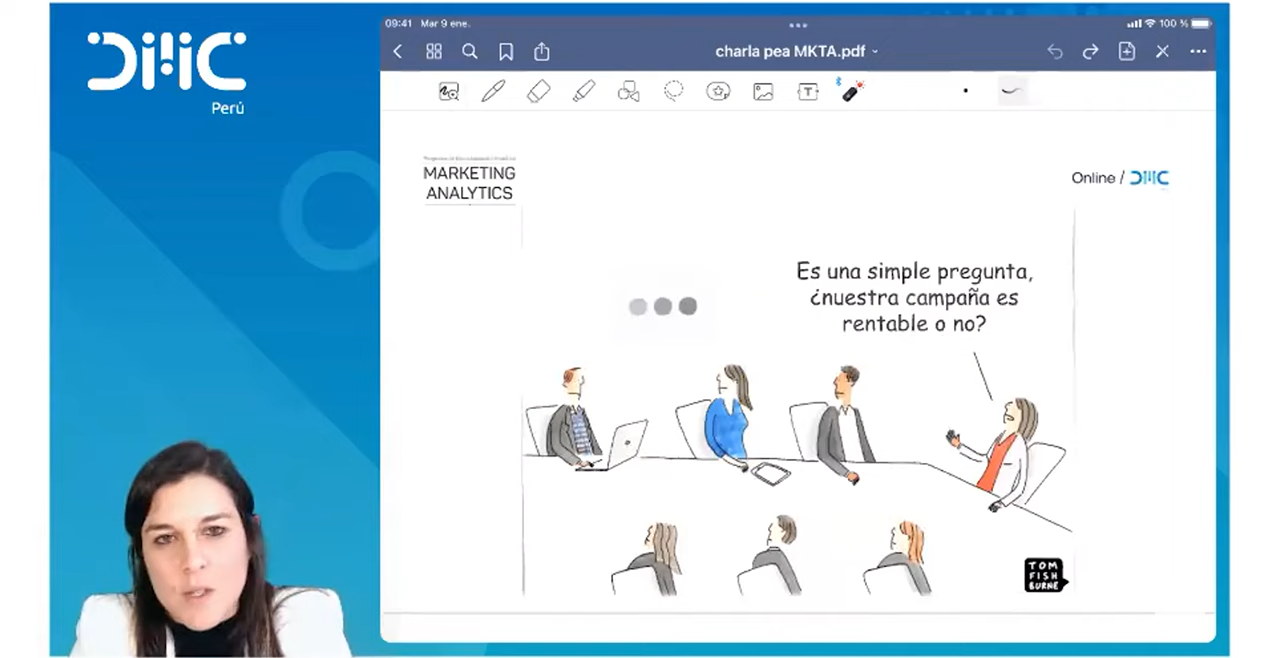 DMC
Perú
09:41 Mar 9 ene.
100 %
charla pea MKTA.pdf
T
MARKETING
ANALYTICS
Online / DMC
Es una simple pregunta,
¿nuestra campaña es
rentable o no?
TOM
FISH
BURNE